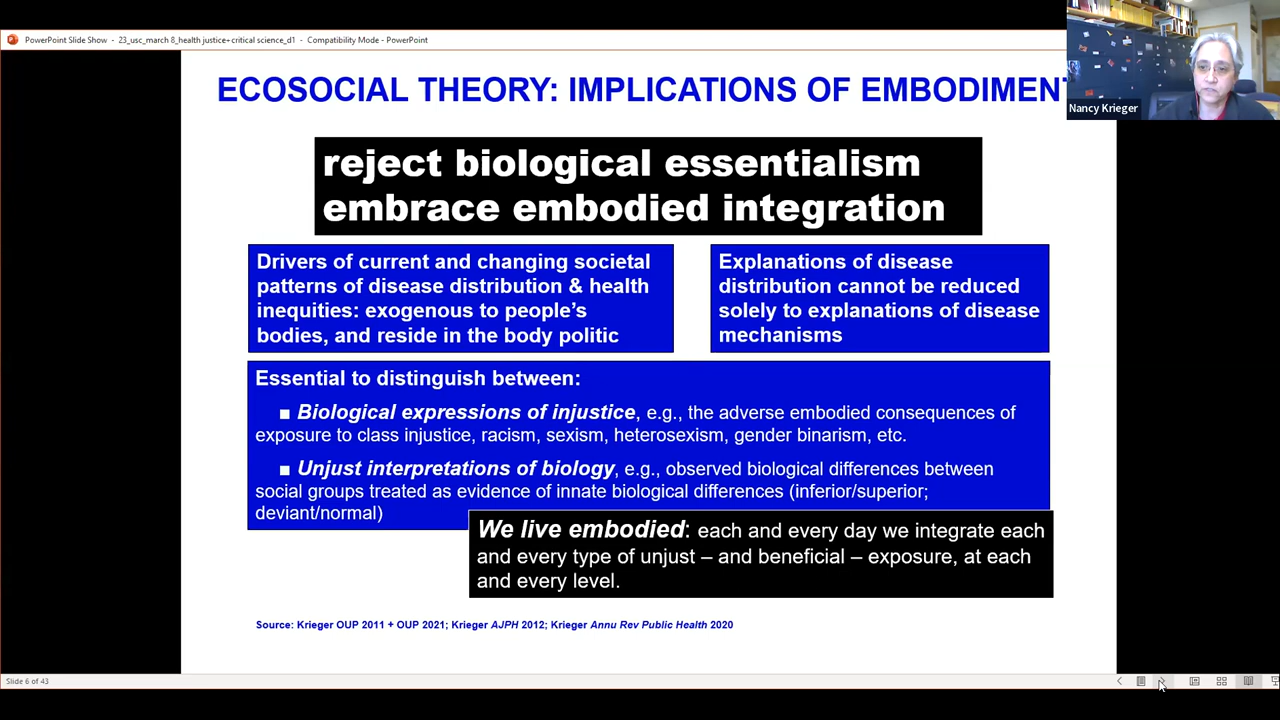 PowerPoint Slide Show - 23_usc_march 8_health justice+critical science_d1 - Compatibility Mode - PowerPoint
Nancy Krieger
ECOSOCIAL THEORY: IMPLICATIONS OF EMBODIMENT
reject biological essentialism
embrace embodied integration
Drivers of current and changing societal
patterns of disease distribution & health
inequities: exogenous to people's
bodies, and reside in the body politic
Explanations of disease
distribution cannot be reduced
solely to explanations of disease
mechanisms
Essential to distinguish between:
■ Biological expressions of injustice, e.g., the adverse embodied consequences of
exposure to class injustice, racism, sexism, heterosexism, gender binarism, etc.
■ Unjust interpretations of biology, e.g., observed biological differences between
social groups treated as evidence of innate biological differences (inferior/superior;
deviant/normal)
We live embodied: each and every day we integrate each
and every type of unjust – and beneficial – exposure, at each
and every level.
Source: Krieger OUP 2011 + OUP 2021; Krieger AJPH 2012; Krieger Annu Rev Public Health 2020
Slide 6 of 43